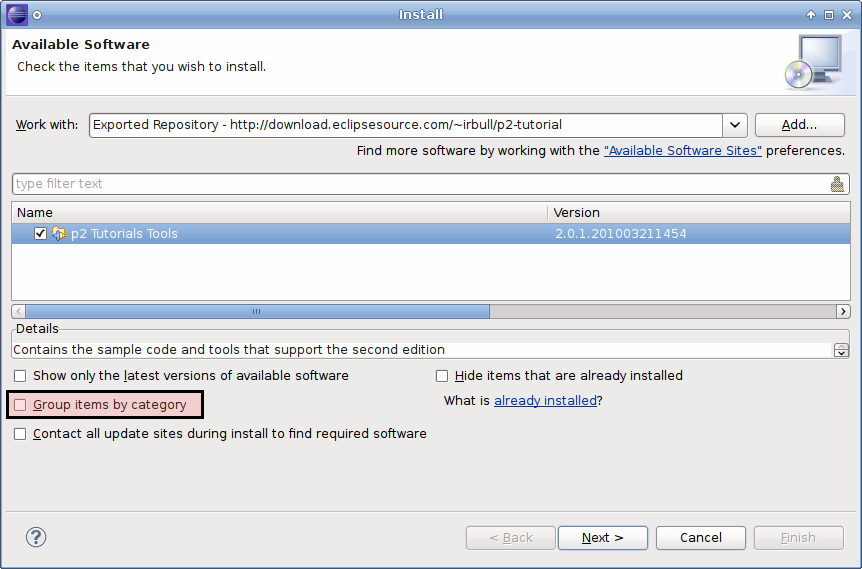 Install
Available Software
Check the items that you wish to install.
Work with: Exported Repository - http://download.eclipsesource.com/~irbull/p2-tutorial Add...
Find more software by working with the "Available Software Sites" preferences.
type filter text
Name Version
p2 Tutorials Tools 2.0.1.201003211454
Details
Contains the sample code and tools that support the second edition
Show only the latest versions of available software Hide items that are already installed
Group items by category What is already installed?
Contact all update sites during install to find required software
? < Back Next > Cancel Finish